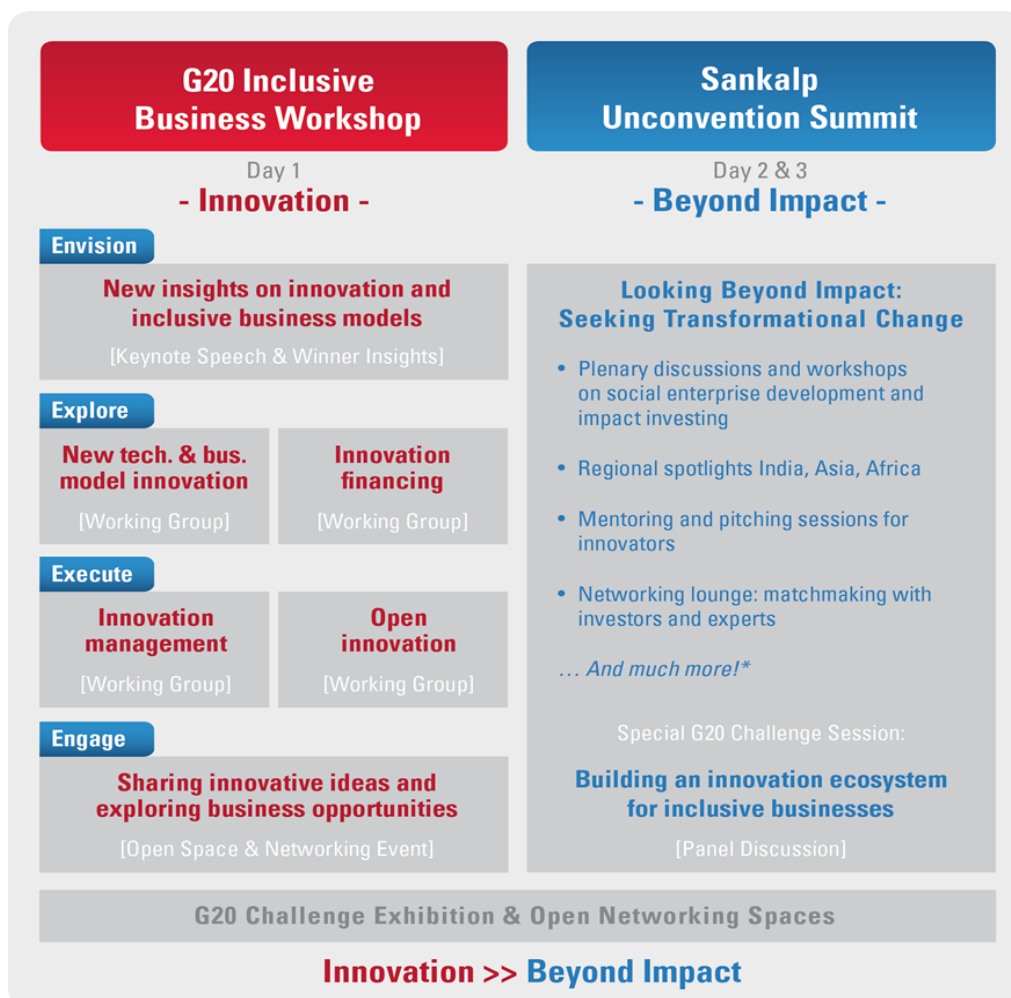 G20 Inclusive
Business Workshop
Day 1
- Innovation -
Envision
New insights on innovation and
inclusive business models
[Keynote Speech & Winner Insights]
Explore
New tech. & bus.
model innovation
[Working Group]
Innovation
financing
[Working Group]
Execute
Innovation
management
[Working Group]
Open
innovation
[Working Group]
Engage
Sharing innovative ideas and
exploring business opportunities
[Open Space & Networking Event]
Sankalp
Unconvention Summit
Day 2 & 3
- Beyond Impact -
Looking Beyond Impact:
Seeking Transformational Change
• Plenary discussions and workshops
on social enterprise development and
impact investing
• Regional spotlights India, Asia, Africa
• Mentoring and pitching sessions for
innovators
• Networking lounge: matchmaking with
investors and experts
... And much more!*
Special G20 Challenge Session:
Building an innovation ecosystem
for inclusive businesses
[Panel Discussion]
G20 Challenge Exhibition & Open Networking Spaces
Innovation >> Beyond Impact